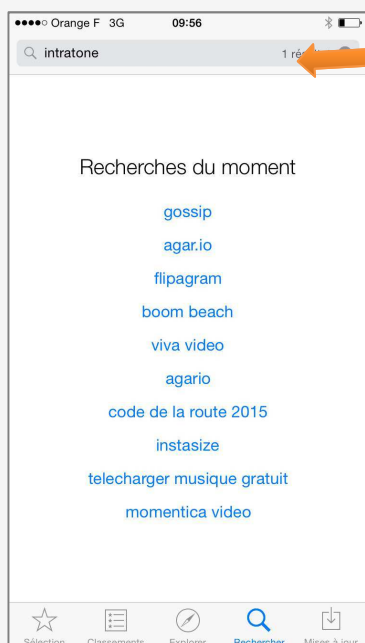 Orange F 3G 09:56
intratone 1
Recherches du moment
gossip
agar.io
flipagram
boom beach
viva video
agario
code de la route 2015
instasize
telecharger musique gratuit
momentica video
Sélection Classements Explorer Rechercher Mises à jour